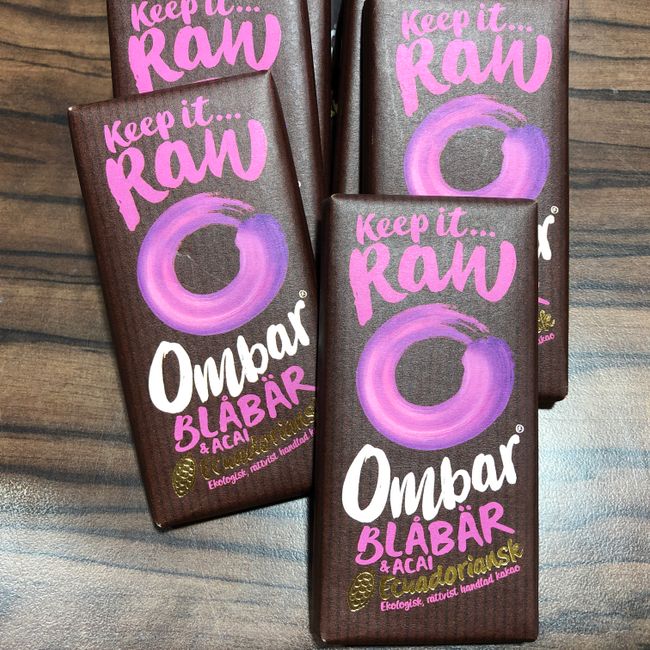 Keep it...
RAW
Keep it...
RAW
Keep it...
RAW
Ombar®
BLÅBÄR
& ACAI
Ecuadoriansk
Ekologisk, rättvist handlad kakao
Keep it...
RAW
Ombar®
BLÅBÄR
& ACAI
Ecuadoriansk
Ekologisk, rättvist handlad kakao